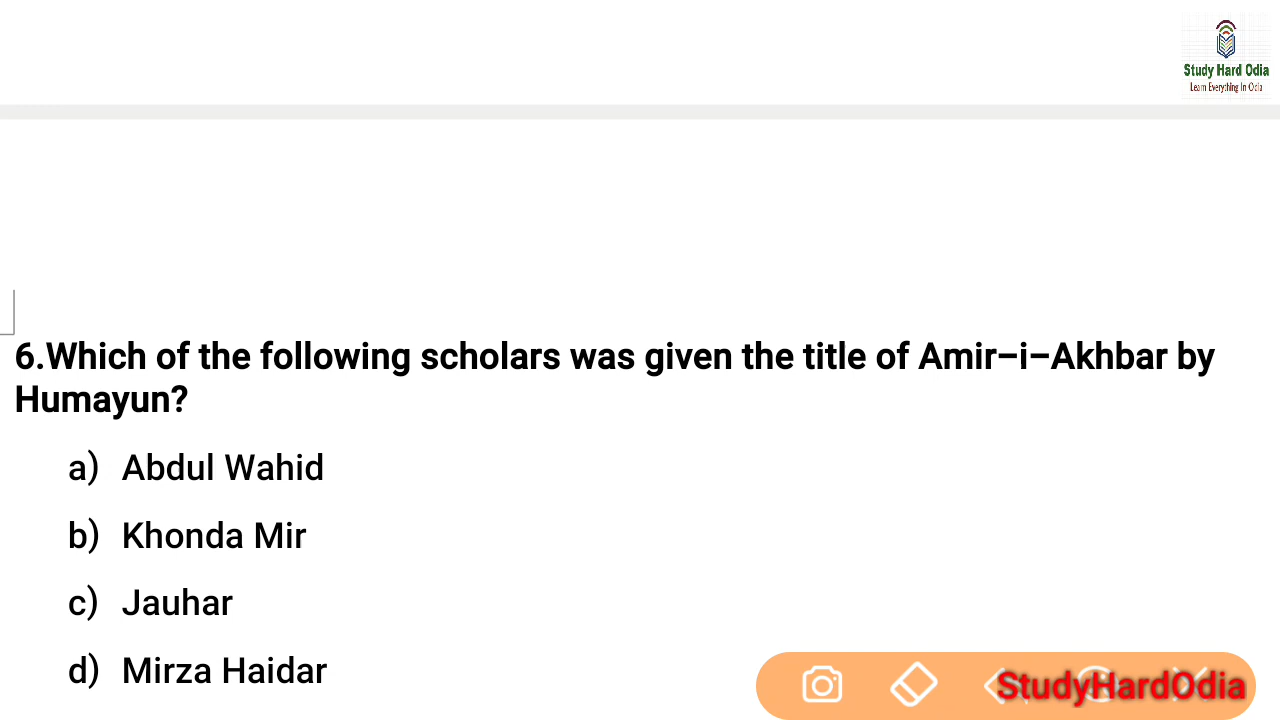 Study Hard Odia
Learn Everything In Odia
6.Which of the following scholars was given the title of Amir–i–Akhbar by
Humayun?
a) Abdul Wahid
b) Khonda Mir
c) Jauhar
d) Mirza Haidar
StudyHardOdia